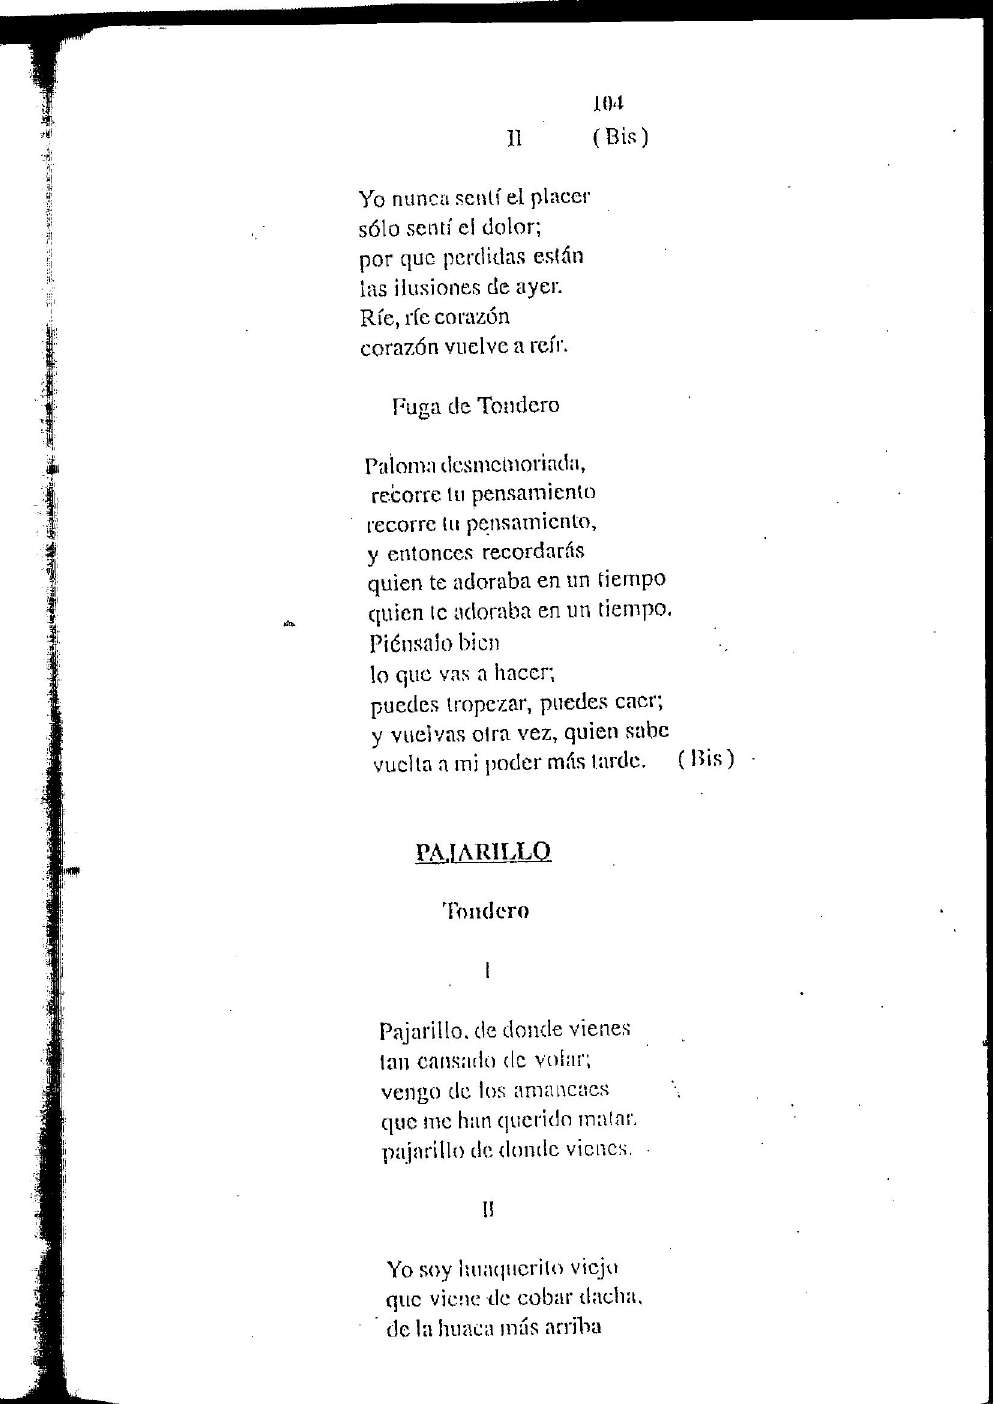 104
II (Bis)
Yo nunca sentí el placer
sólo sentí el dolor;
por que perdidas están
las ilusiones de ayer.
Ríe, ríe corazón
corazón vuelve a reír.
Fuga de Tondero
Paloma desmemoriada,
recorre tu pensamiento
recorre tu pensamiento,
y entonces recordarás
quien te adoraba en un tiempo
quien te adoraba en un tiempo.
Piénsalo bien
lo que vas a hacer;
puedes tropezar, puedes caer;
y vuelvas otra vez, quien sabe
vuelta a mi poder más tarde. (Bis)
PAJARILLO
Tondero
I
Pajarillo, de donde vienes
tan cansado de volar;
vengo de los amancaes
que me han querido matar.
pajarillo de donde vienes.
II
Yo soy huaquerito viejo
que viene de cobar dacha,
de la huaca más arriba